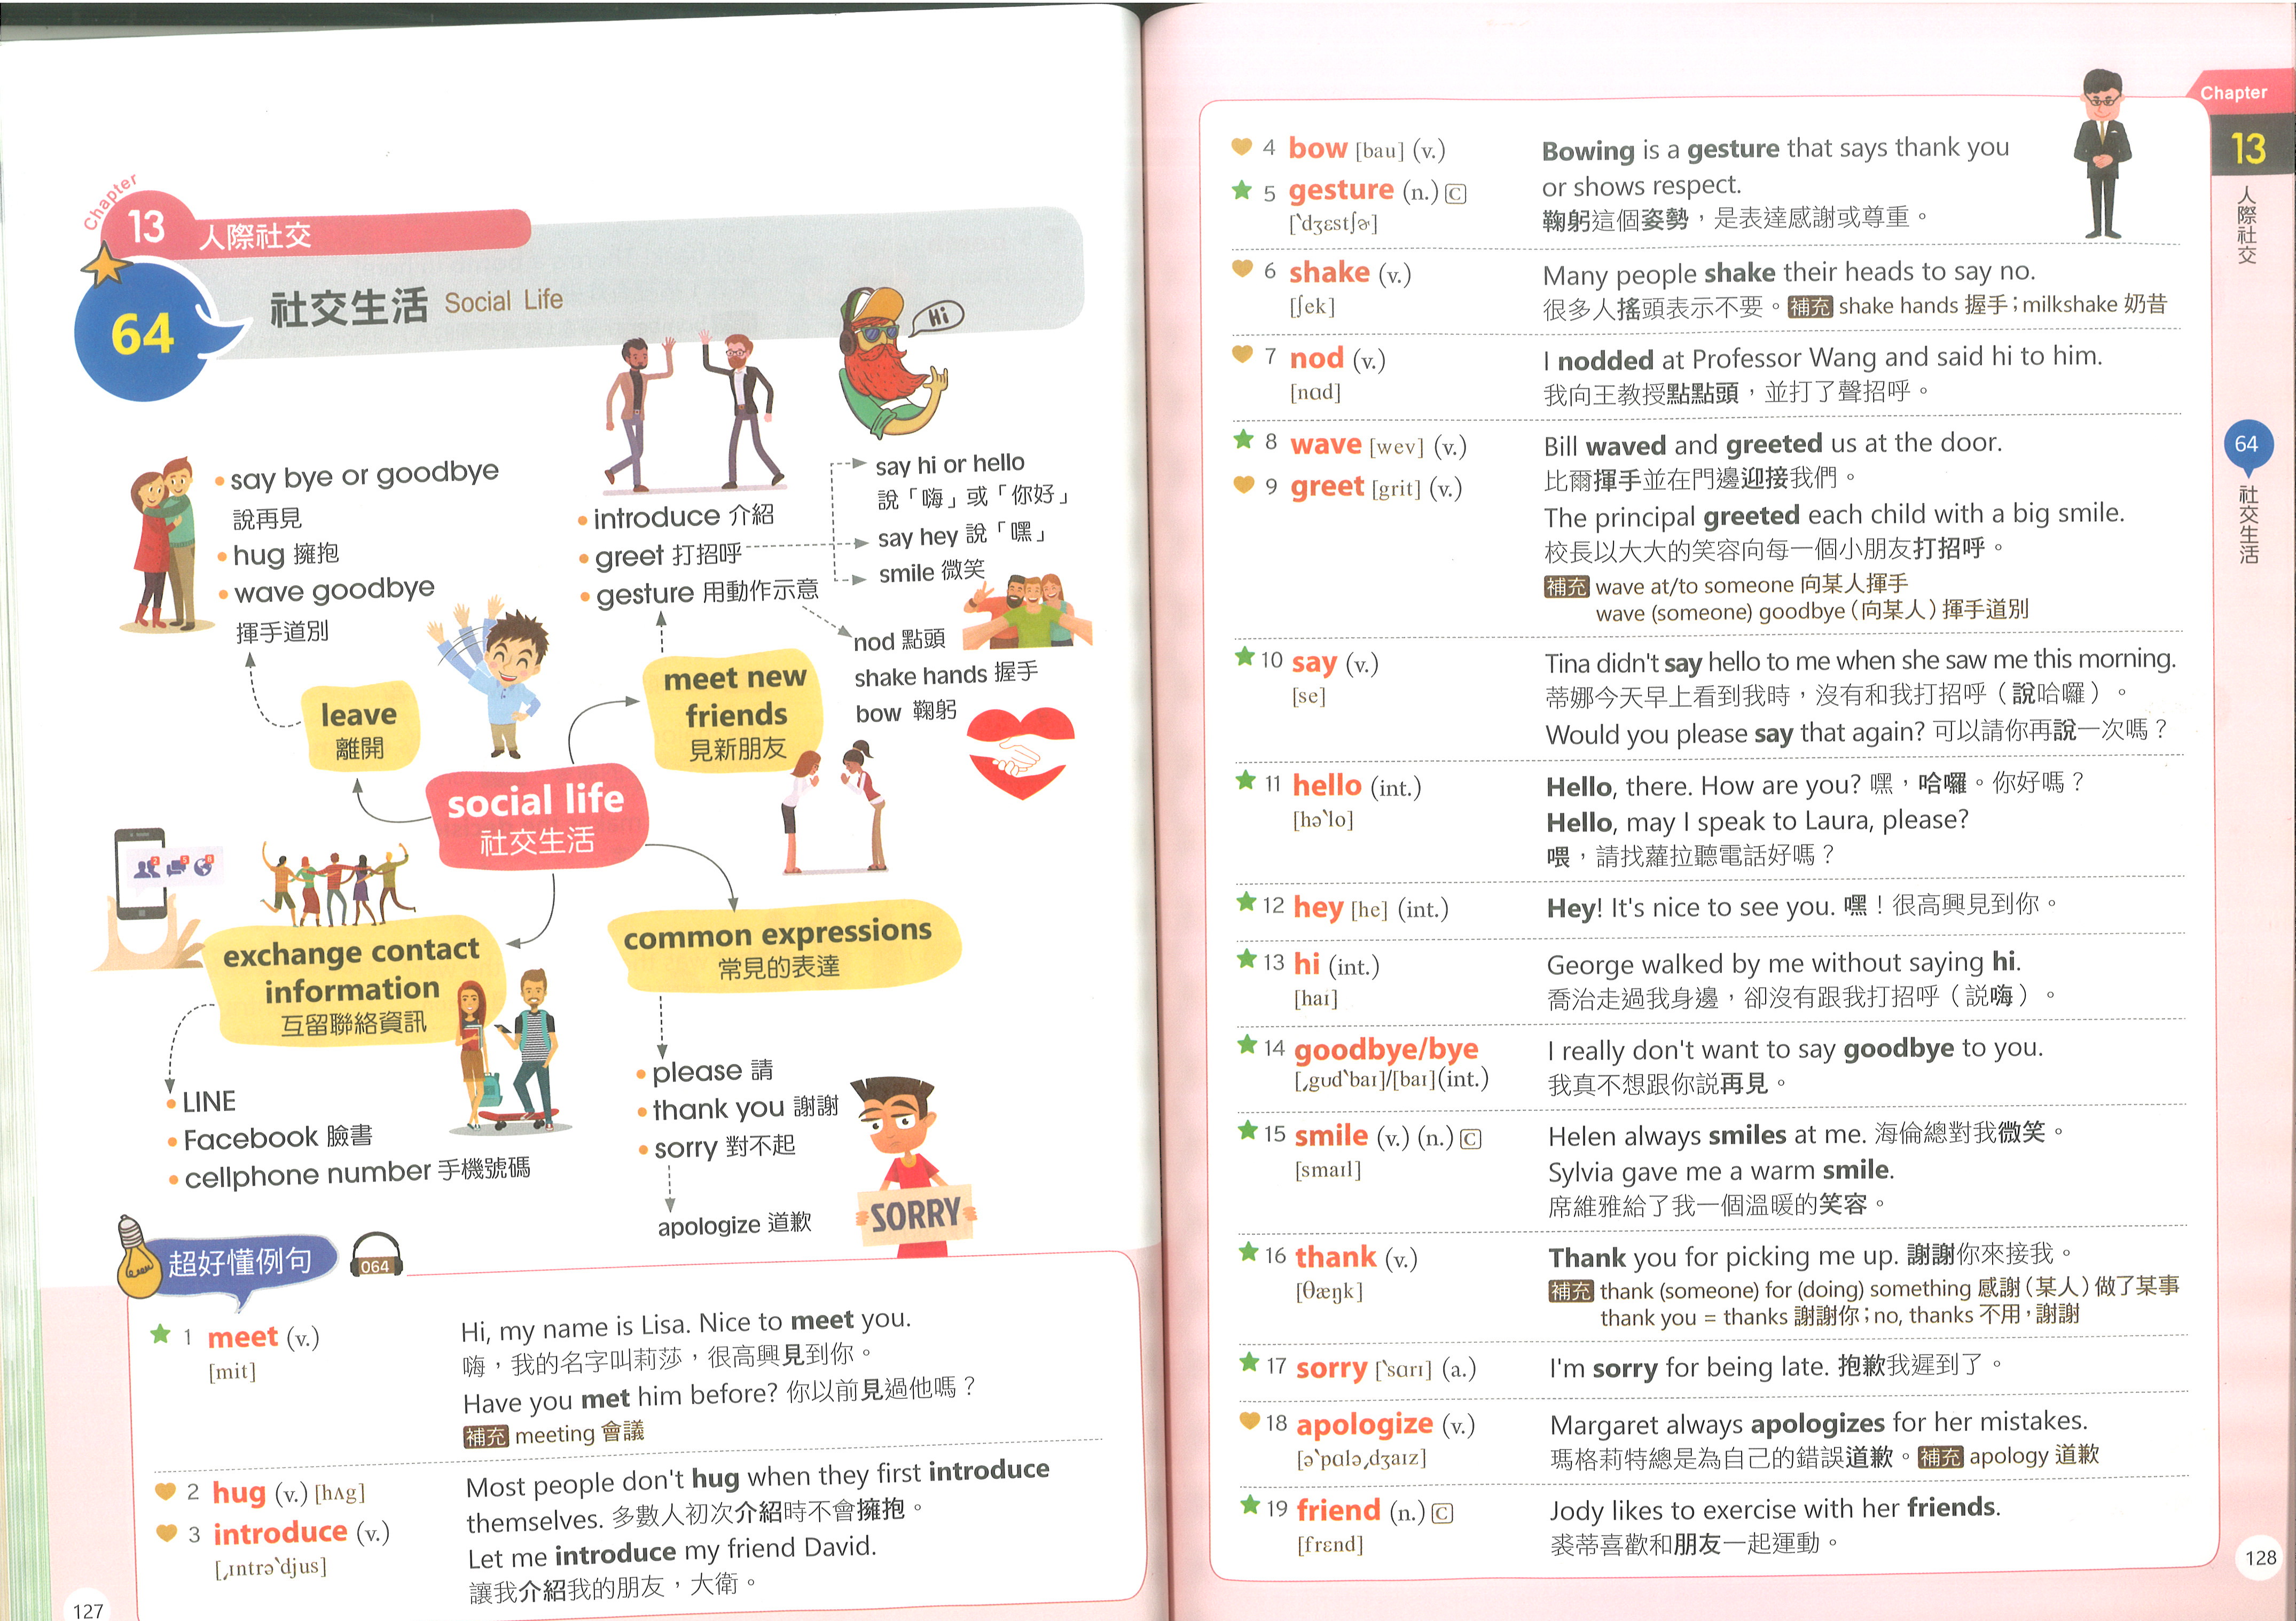 Chapter
13 人際社交
64
社交生活 Social Life
Hi
say bye or goodbye
說再見
hug 擁抱
wave goodbye
揮手道別
introduce 介紹
greet 打招呼
gesture 用動作示意
say hi or hello
說「嗨」或「你好」
say hey 說「嘿」
smile 微笑
nod 點頭
shake hands 握手
bow 鞠躬
leave
離開
meet new
friends
見新朋友
social life
社交生活
exchange contact
information
互留聯絡資訊
common expressions
常見的表達
LINE
Facebook 臉書
cellphone number 手機號碼
please 請
thank you 謝謝
sorry 對不起
apologize 道歉
SORRY
超好懂例句
064
1 meet (v.)
[mit]
Hi, my name is Lisa. Nice to meet you.
嗨，我的名字叫莉莎，很高興見到你。
Have you met him before? 你以前見過他嗎？
補充 meeting 會議
2 hug (v.) [hʌg]
3 introduce (v.)
[ˏɪntrəˋdjus]
Most people don't hug when they first introduce
themselves. 多數人初次介紹時不會擁抱。
Let me introduce my friend David.
讓我介紹我的朋友，大衛。
127
4 bow [bau] (v.)
5 gesture (n.) C
[ˋdʒɛstʃɚ]
Bowing is a gesture that says thank you
or shows respect.
鞠躬這個姿勢，是表達感謝或尊重。
6 shake (v.)
[ʃek]
Many people shake their heads to say no.
很多人搖頭表示不要。補充 shake hands 握手；milkshake 奶昔
7 nod (v.)
[nɑd]
I nodded at Professor Wang and said hi to him.
我向王教授點點頭，並打了聲招呼。
8 wave [wev] (v.)
9 greet [grit] (v.)
Bill waved and greeted us at the door.
比爾揮手並在門邊迎接我們。
The principal greeted each child with a big smile.
校長以大大的笑容向每一個小朋友打招呼。
補充 wave at/to someone 向某人揮手
wave (someone) goodbye（向某人）揮手道別
10 say (v.)
[se]
Tina didn't say hello to me when she saw me this morning.
蒂娜今天早上看到我時，沒有和我打招呼（說哈囉）。
Would you please say that again? 可以請你再說一次嗎？
11 hello (int.)
[həˋlo]
Hello, there. How are you? 嘿，哈囉。你好嗎？
Hello, may I speak to Laura, please?
喂，請找蘿拉聽電話好嗎？
12 hey [he] (int.)
Hey! It's nice to see you. 嘿！很高興見到你。
13 hi (int.)
[haɪ]
George walked by me without saying hi.
喬治走過我身邊，卻沒有跟我打招呼（說嗨）。
14 goodbye/bye
[ˏgʊdˋbaɪ]/[baɪ](int.)
I really don't want to say goodbye to you.
我真不想跟你說再見。
15 smile (v.) (n.) C
[smaɪl]
Helen always smiles at me. 海倫總對我微笑。
Sylvia gave me a warm smile.
席維雅給了我一個溫暖的笑容。
16 thank (v.)
[θæŋk]
Thank you for picking me up. 謝謝你來接我。
補充 thank (someone) for (doing) something 感謝（某人）做了某事
thank you = thanks 謝謝你；no, thanks 不用，謝謝
17 sorry [ˋsɑrɪ] (a.)
I'm sorry for being late. 抱歉我遲到了。
18 apologize (v.)
[əˋpɑləˏdʒaɪz]
Margaret always apologizes for her mistakes.
瑪格莉特總是為自己的錯誤道歉。補充 apology 道歉
19 friend (n.) C
[frɛnd]
Jody likes to exercise with her friends.
裘蒂喜歡和朋友一起運動。
Chapter
13
人際社交
64
社交生活
128